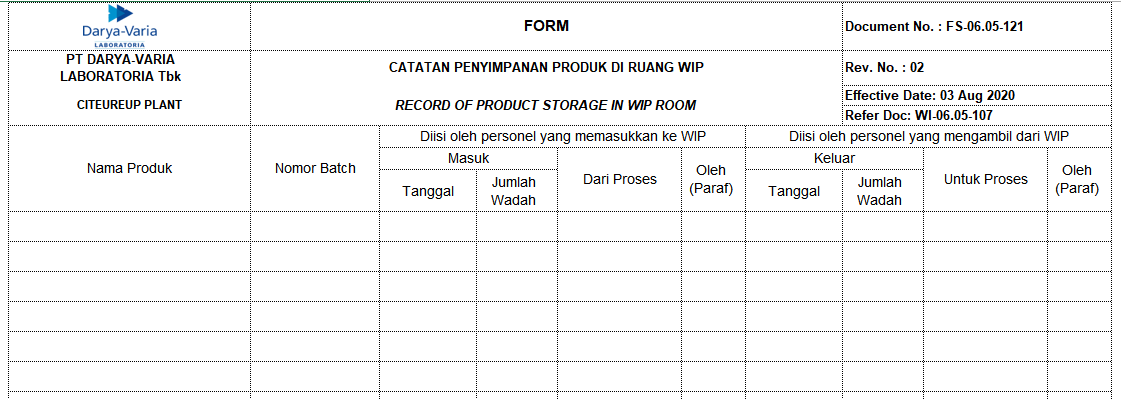 Darya-Varia
LABORATORIA
FORM
Document No. : FS-06.05-121
PT DARYA-VARIA
LABORATORIA Tbk
CITEUREUP PLANT
CATATAN PENYIMPANAN PRODUK DI RUANG WIP
RECORD OF PRODUCT STORAGE IN WIP ROOM
Rev. No. : 02
Effective Date: 03 Aug 2020
Refer Doc: WI-06.05-107
Nama Produk
Nomor Batch
Diisi oleh personel yang memasukkan ke WIP
Diisi oleh personel yang mengambil dari WIP
Masuk
Tanggal
Jumlah
Wadah
Dari Proses
Oleh
(Paraf)
Keluar
Tanggal
Jumlah
Wadah
Untuk Proses
Oleh
(Paraf)